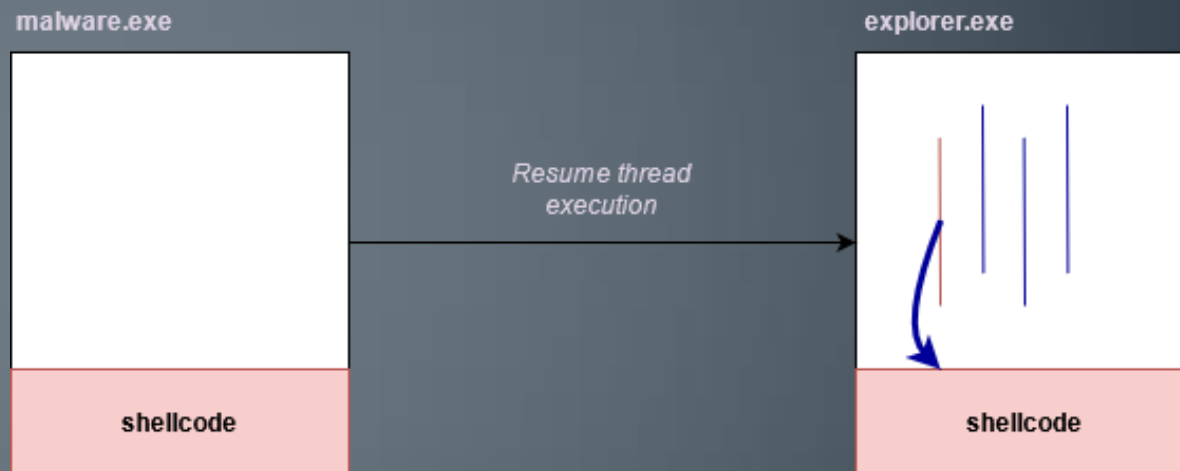 malware.exe
explorer.exe
Resume thread
execution
shellcode
shellcode